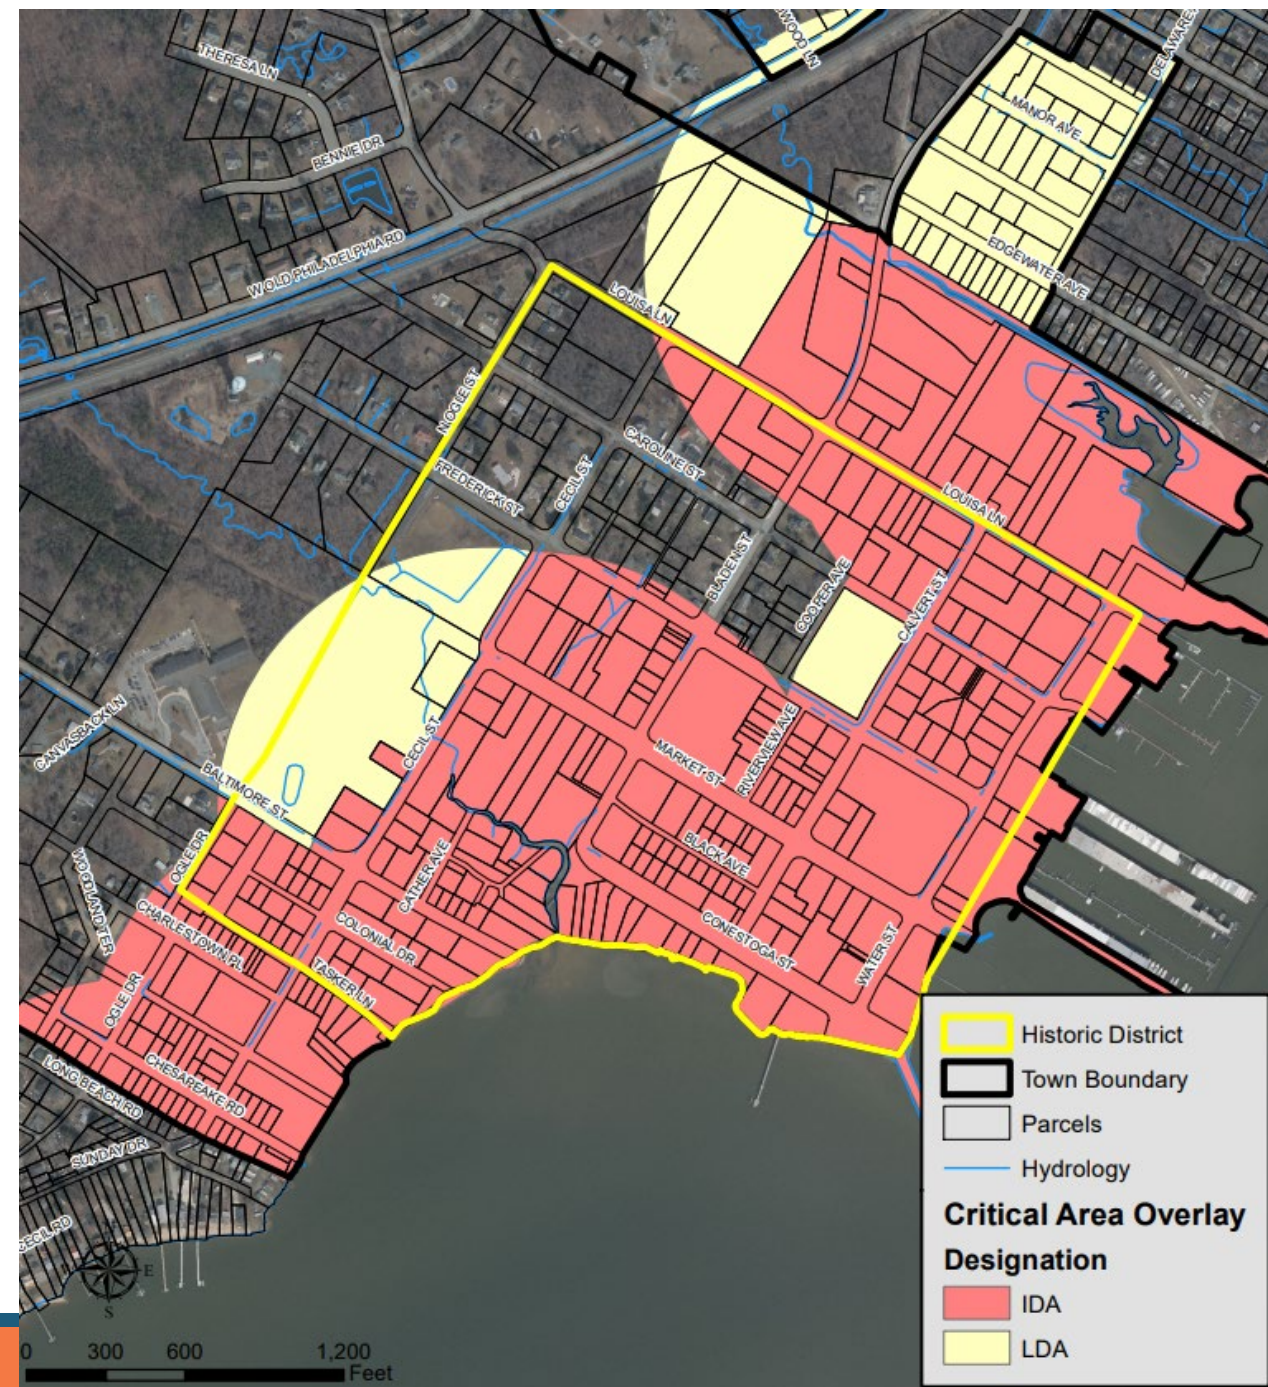 THERESA LN
DELAWARE
MANOR AVE
BENNIE DR
W OLD PHILADELPHIA RD
EDGEWATER AVE
LOUISA LN
N OGLE ST
CAROLINE ST
FREDERICK ST
CECIL ST
LOUISA LN
BLADEN ST
COOPER AVE
CALVERT ST
CANVASBACK LN
CECIL ST
MARKET ST
RIVERVIEW AVE
BALTIMORE ST
OGLE DR
BLACK AVE
CATHER AVE
WOODLAND TER
CHARLESTOWN PL
COLONIAL DR
CONESTOGA ST
WATER ST
TASKER LN
OGLE DR
CHESAPEAKE RD
LONG BEACH RD
SUNDAY DR
CECIL RD
E
S
0 300 600 1,200
Feet
Historic District
Town Boundary
Parcels
Hydrology
Critical Area Overlay
Designation
IDA
LDA